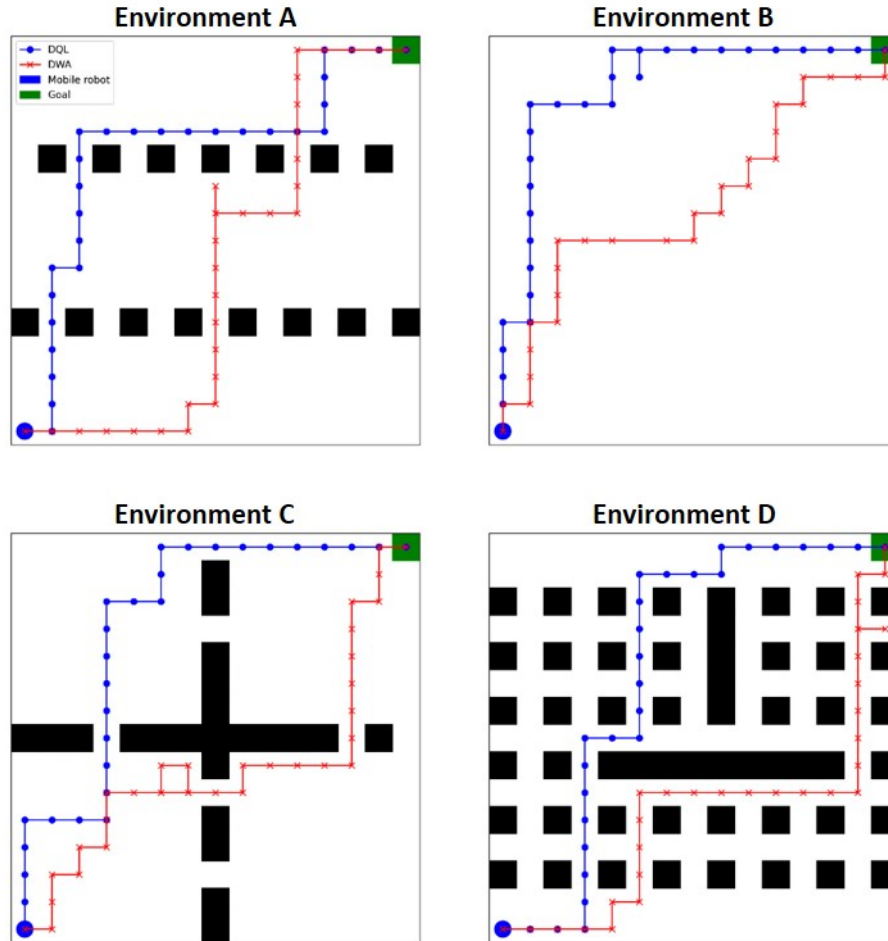 Environment A
Environment B
DQL
DWA
Mobile robot
Goal
Environment C
Environment D